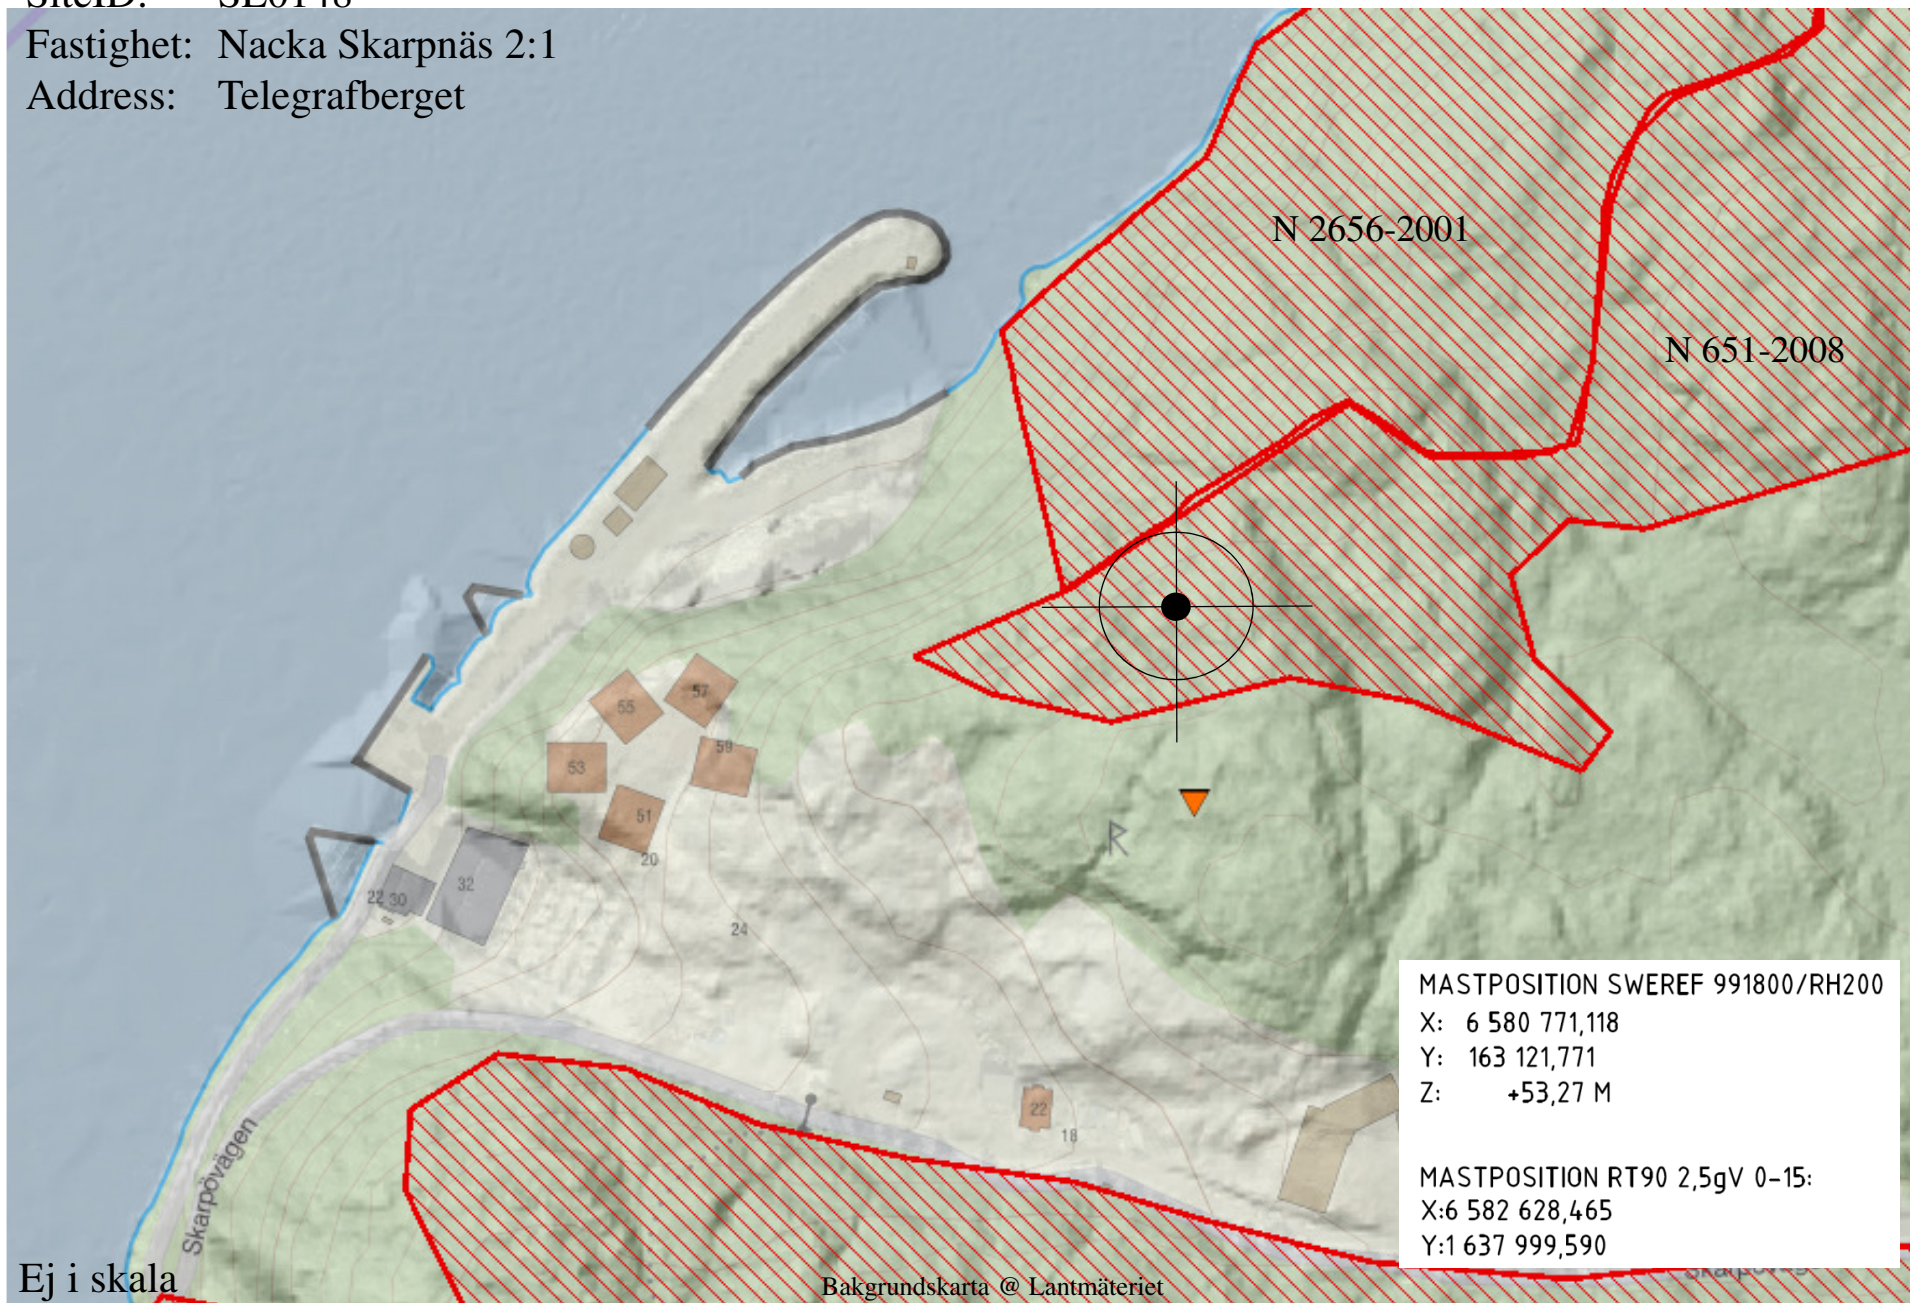 SiteID: SE0148
Fastighet: Nacka Skarpnäs 2:1
Address: Telegrafberget
N 2656-2001
N 651-2008
57
55
59
53
51
20
32
22 30
24
R
22
18
Skarpövägen
MASTPOSITION SWEREF 991800/RH200
X: 6 580 771,118
Y: 163 121,771
Z: +53,27 M
MASTPOSITION RT90 2,5gV 0-15:
X:6 582 628,465
Y:1 637 999,590
Ej i skala
Bakgrundskarta @ Lantmäteriet